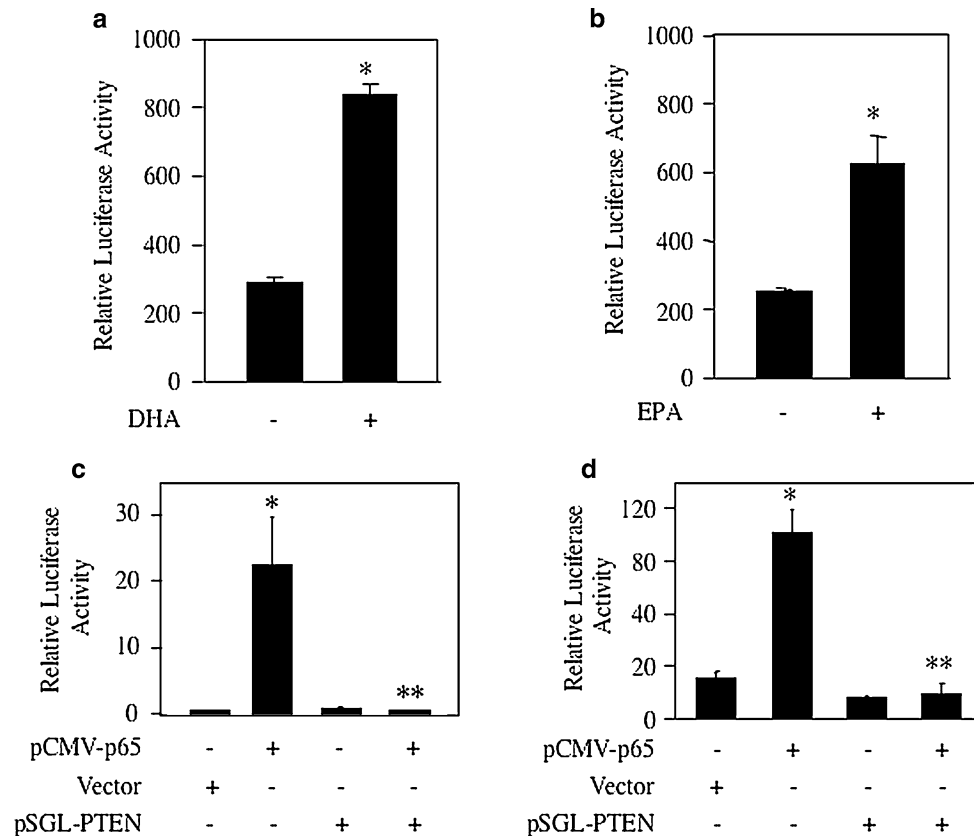 a
1000
800
600
400
200
0
Relative Luciferase Activity
*
DHA - +
b
1000
800
600
400
200
0
Relative Luciferase Activity
*
EPA - +
c
30
20
10
0
Relative Luciferase
Activity
*
**
pCMV-p65 - + - +
Vector + - - -
pSGL-PTEN - - + +
d
120
80
40
20
0
Relative Luciferase
Activity
*
**
pCMV-p65 - + - +
Vector + - - -
pSGL-PTEN - - + +